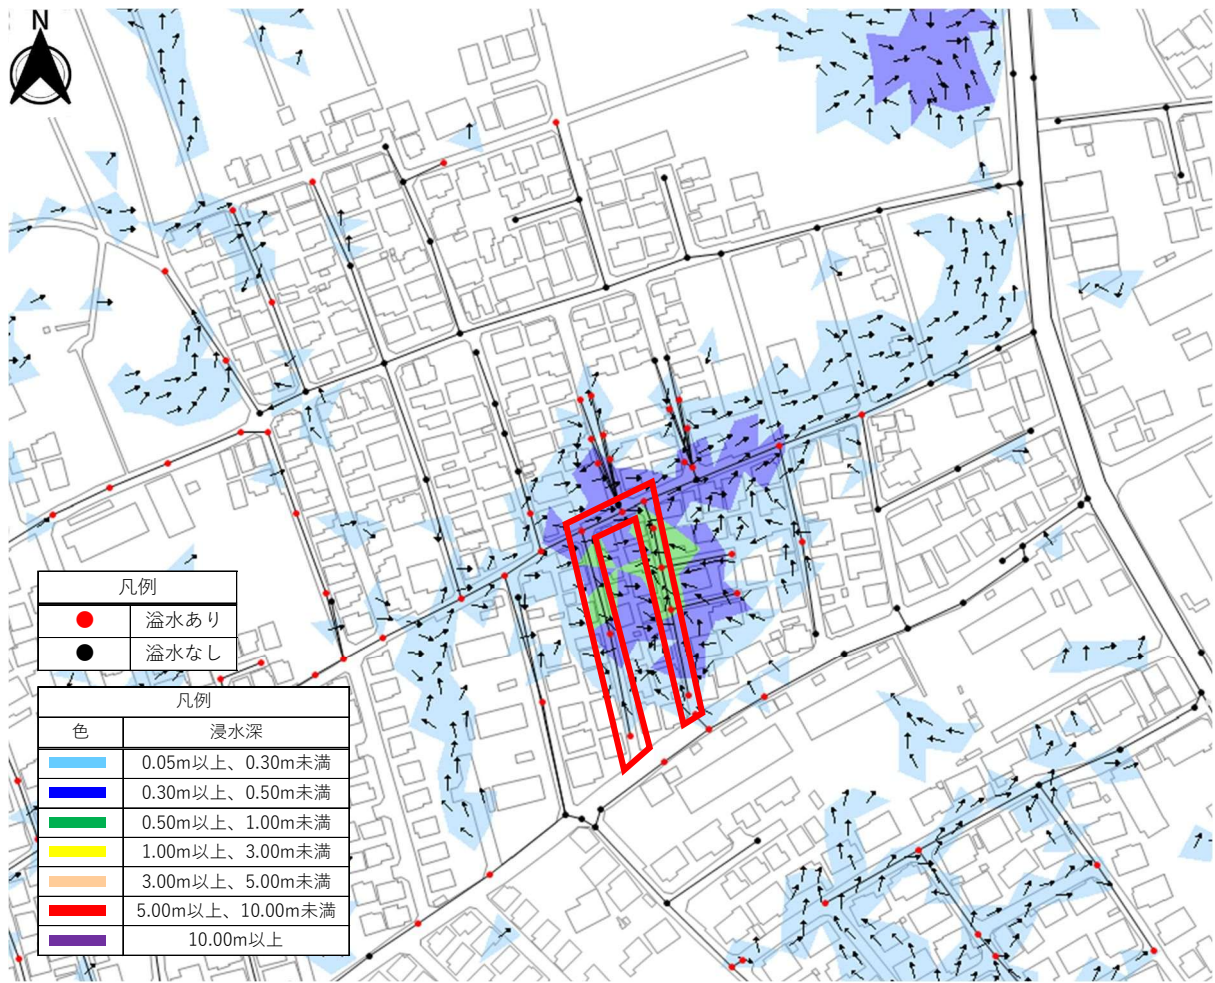 N
凡例
溢水あり
溢水なし
凡例
色 浸水深
0.05m以上、0.30m未満
0.30m以上、0.50m未満
0.50m以上、1.00m未満
1.00m以上、3.00m未満
3.00m以上、5.00m未満
5.00m以上、10.00m未満
10.00m以上